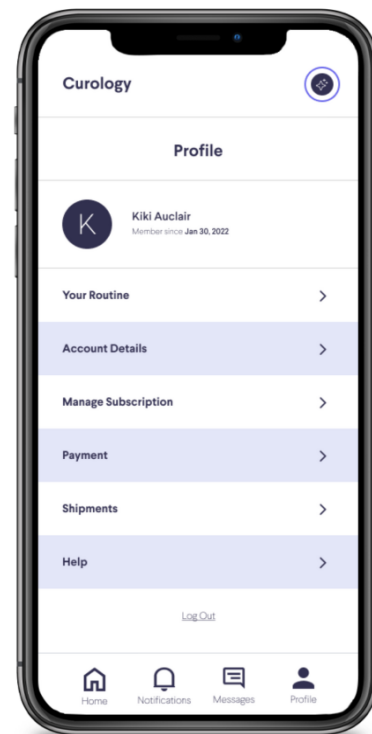 Curology
Profile
K
Kiki Auclair
Member since Jan 30, 2022
Your Routine
Account Details
Manage Subscription
Payment
Shipments
Help
Log Out
Home Notifications Messages Profile